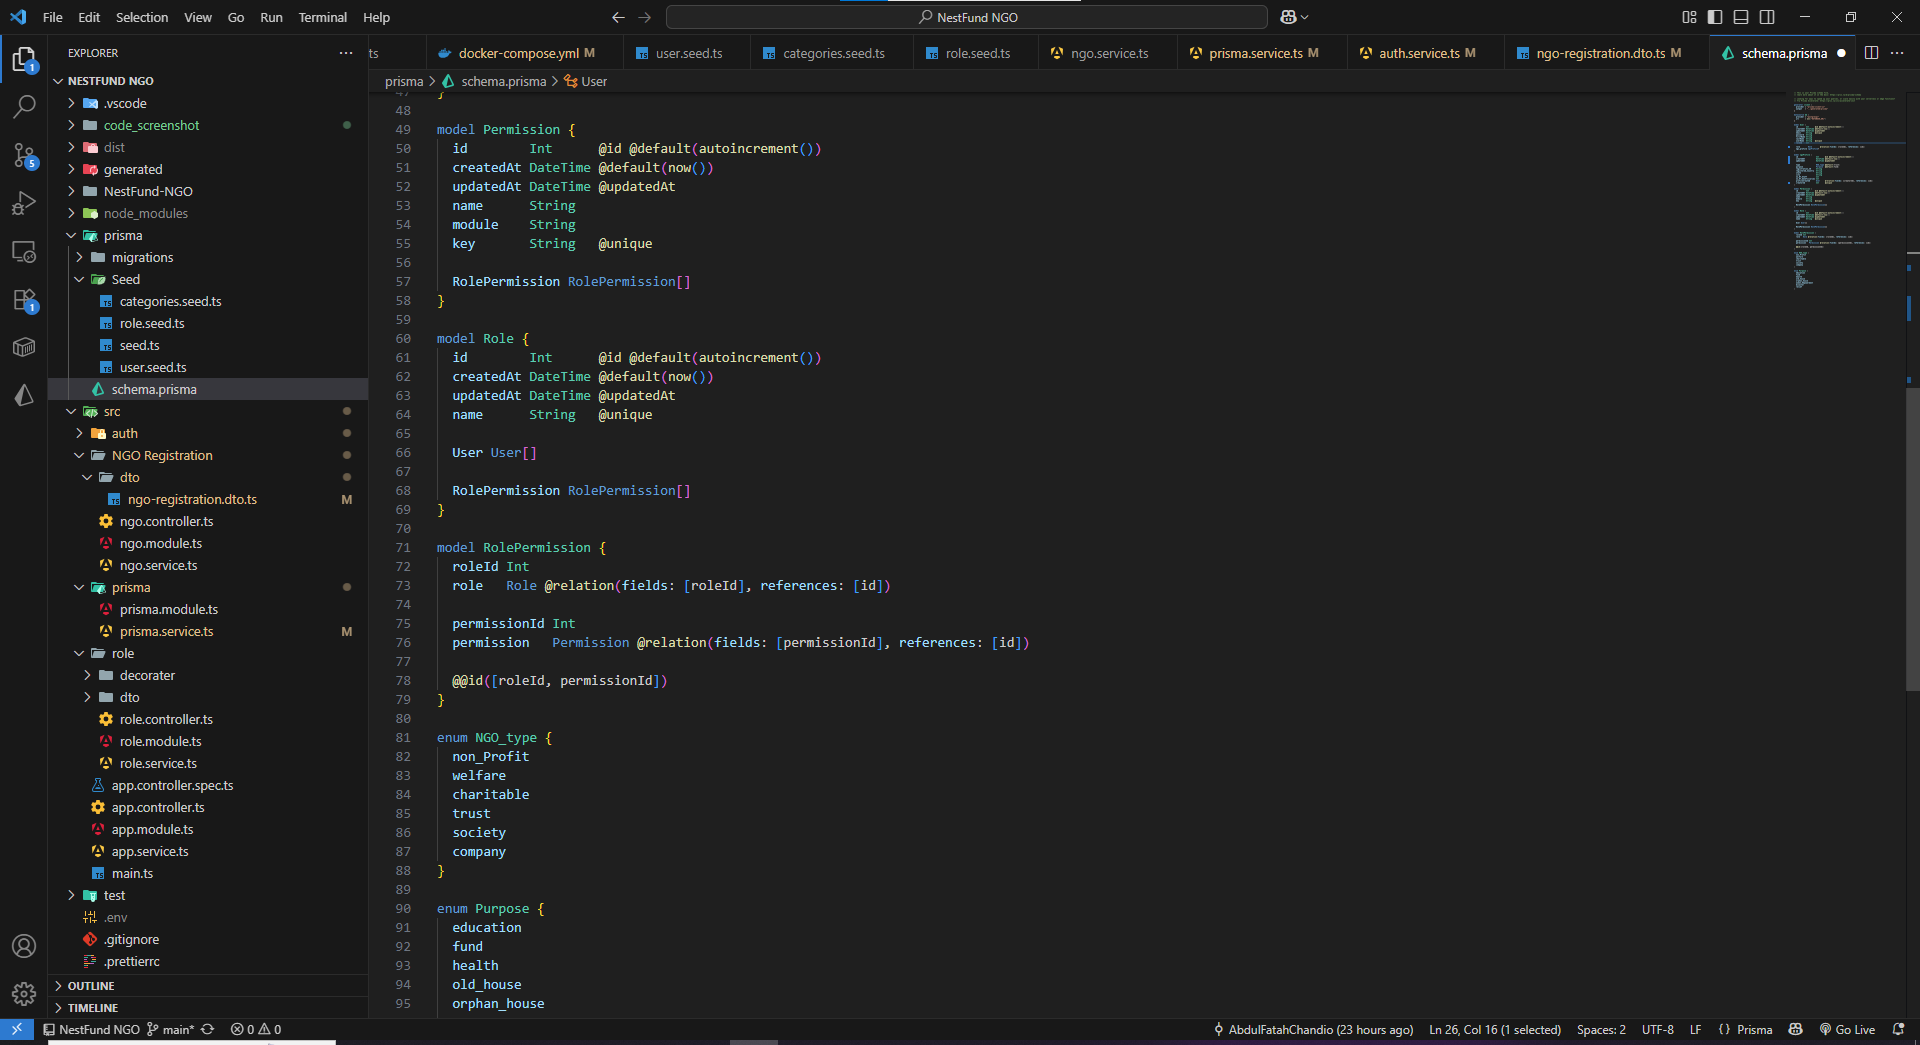 File Edit Selection View Go Run Terminal Help
NestFund NGO
EXPLORER
NESTFUND NGO
.vscode
code_screenshot
dist
generated
NestFund-NGO
node_modules
prisma
migrations
Seed
categories.seed.ts
role.seed.ts
seed.ts
user.seed.ts
schema.prisma
src
auth
NGO Registration
dto
ngo-registration.dto.ts M
ngo.controller.ts
ngo.module.ts
ngo.service.ts
prisma
prisma.module.ts
prisma.service.ts M
role
decorater
dto
role.controller.ts
role.module.ts
role.service.ts
app.controller.spec.ts
app.controller.ts
app.module.ts
app.service.ts
main.ts
test
.env
.gitignore
.prettierrc
OUTLINE
TIMELINE
1
5
1
ts docker-compose.yml M user.seed.ts categories.seed.ts role.seed.ts ngo.service.ts prisma.service.ts M auth.service.ts M ngo-registration.dto.ts M schema.prisma
prisma > schema.prisma > User
47 }
48
49 model Permission {
50 id Int @id @default(autoincrement())
51 createdAt DateTime @default(now())
52 updatedAt DateTime @updatedAt
53 name String
54 module String
55 key String @unique
56
57 RolePermission RolePermission[]
58 }
59
60 model Role {
61 id Int @id @default(autoincrement())
62 createdAt DateTime @default(now())
63 updatedAt DateTime @updatedAt
64 name String @unique
65
66 User User[]
67
68 RolePermission RolePermission[]
69 }
70
71 model RolePermission {
72 roleId Int
73 role Role @relation(fields: [roleId], references: [id])
74
75 permissionId Int
76 permission Permission @relation(fields: [permissionId], references: [id])
77
78 @@id([roleId, permissionId])
79 }
80
81 enum NGO_type {
82 non_Profit
83 welfare
84 charitable
85 trust
86 society
87 company
88 }
89
90 enum Purpose {
91 education
92 fund
93 health
94 old_house
95 orphan_house
NestFund NGO main* 0 0 AbdulFatahChandio (23 hours ago) Ln 26, Col 16 (1 selected) Spaces: 2 UTF-8 LF {} Prisma Go Live